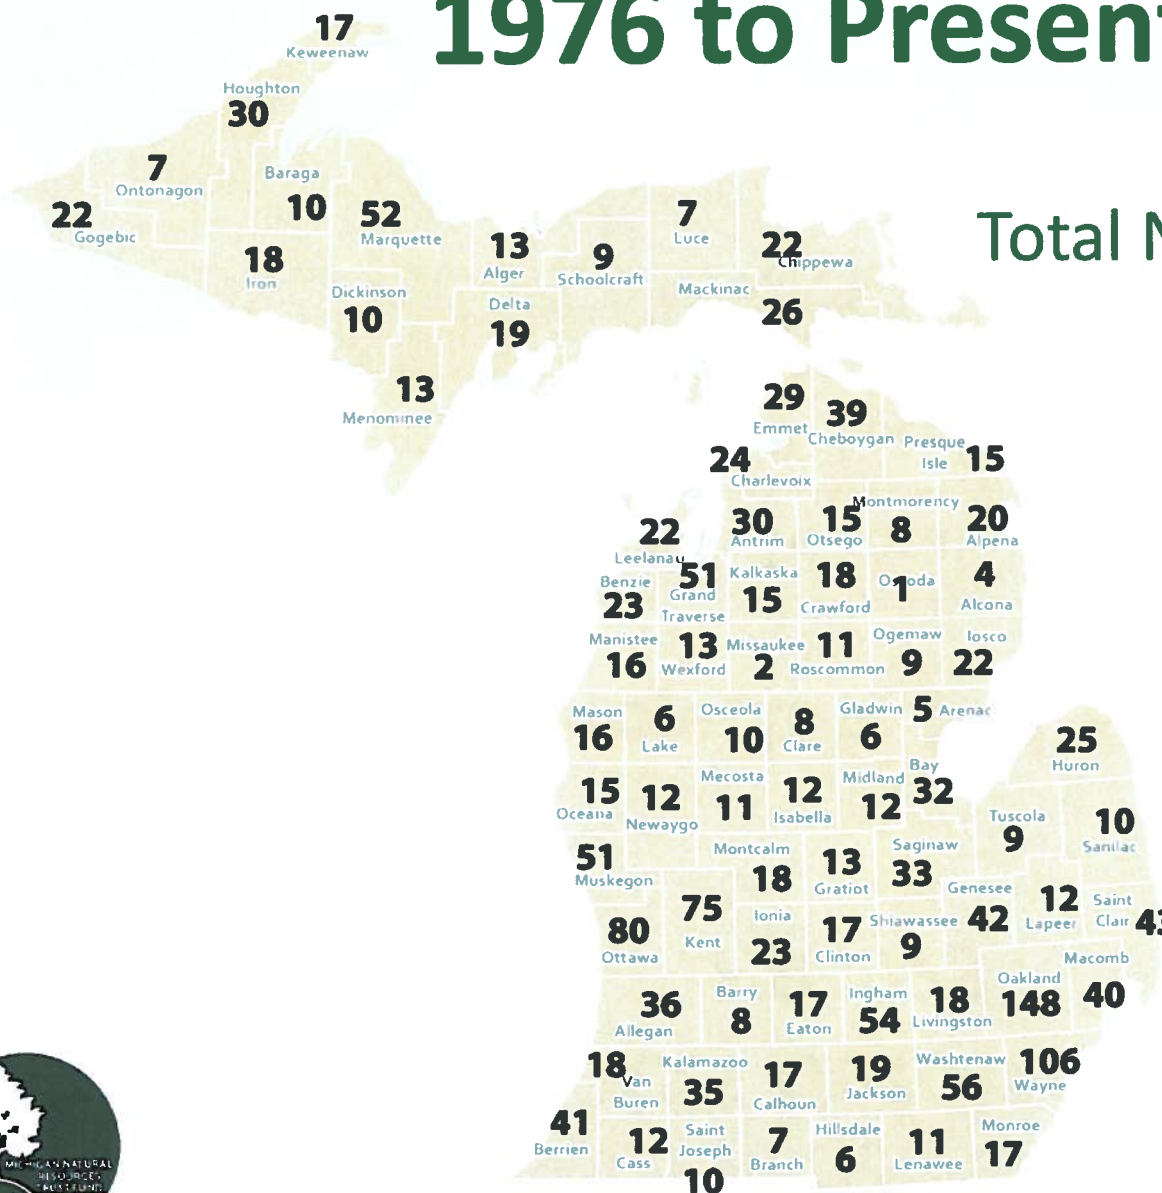 1976 to Present
17
Keweenaw
Houghton
30
7
Ontonagon
Baraga
10
52
Marquette
22
Gogebic
18
Iron
Dickinson
10
13
Alger
Delta
19
9
Schoolcraft
7
Luce
22
Chippewa
Mackinac
26
13
Menominee
Total N
29
Emmet
39
Cheboygan
Presque
Isle 15
24
Charlevoix
22
Leelanau
30
Antrim
15
Otsego
Montmorency
8
20
Alpena
Benzie
23
51
Grand
Traverse
Kalkaska
15
18
Crawford
Oscoda
1
4
Alcona
Manistee
16
13
Wexford
Missaukee
2
11
Roscommon
Ogemaw
9
Iosco
22
Mason
16
6
Lake
Osceola
10
8
Clare
Gladwin
6
5 Arenac
25
Huron
15
Oceana
12
Newaygo
Mecosta
11
12
Isabella
Midland
12
Bay
32
Tuscola
9
10
Sanilac
51
Muskegon
Montcalm
18
13
Gratiot
Saginaw
33
80
Ottawa
75
Kent
Ionia
23
17
Clinton
Shiawassee
9
Genesee
42
12
Lapeer
Saint
Clair 43
Macomb
40
36
Allegan
Barry
8
17
Eaton
Ingham
54
18
Livingston
Oakland
148
18
Van
Buren
Kalamazoo
35
17
Calhoun
19
Jackson
Washtenaw
56
106
Wayne
41
Berrien
12
Cass
Saint
Joseph
10
7
Branch
Hillsdale
6
11
Lenawee
Monroe
17
MICHIGAN NATURAL
RESOURCES
TRUST FUND